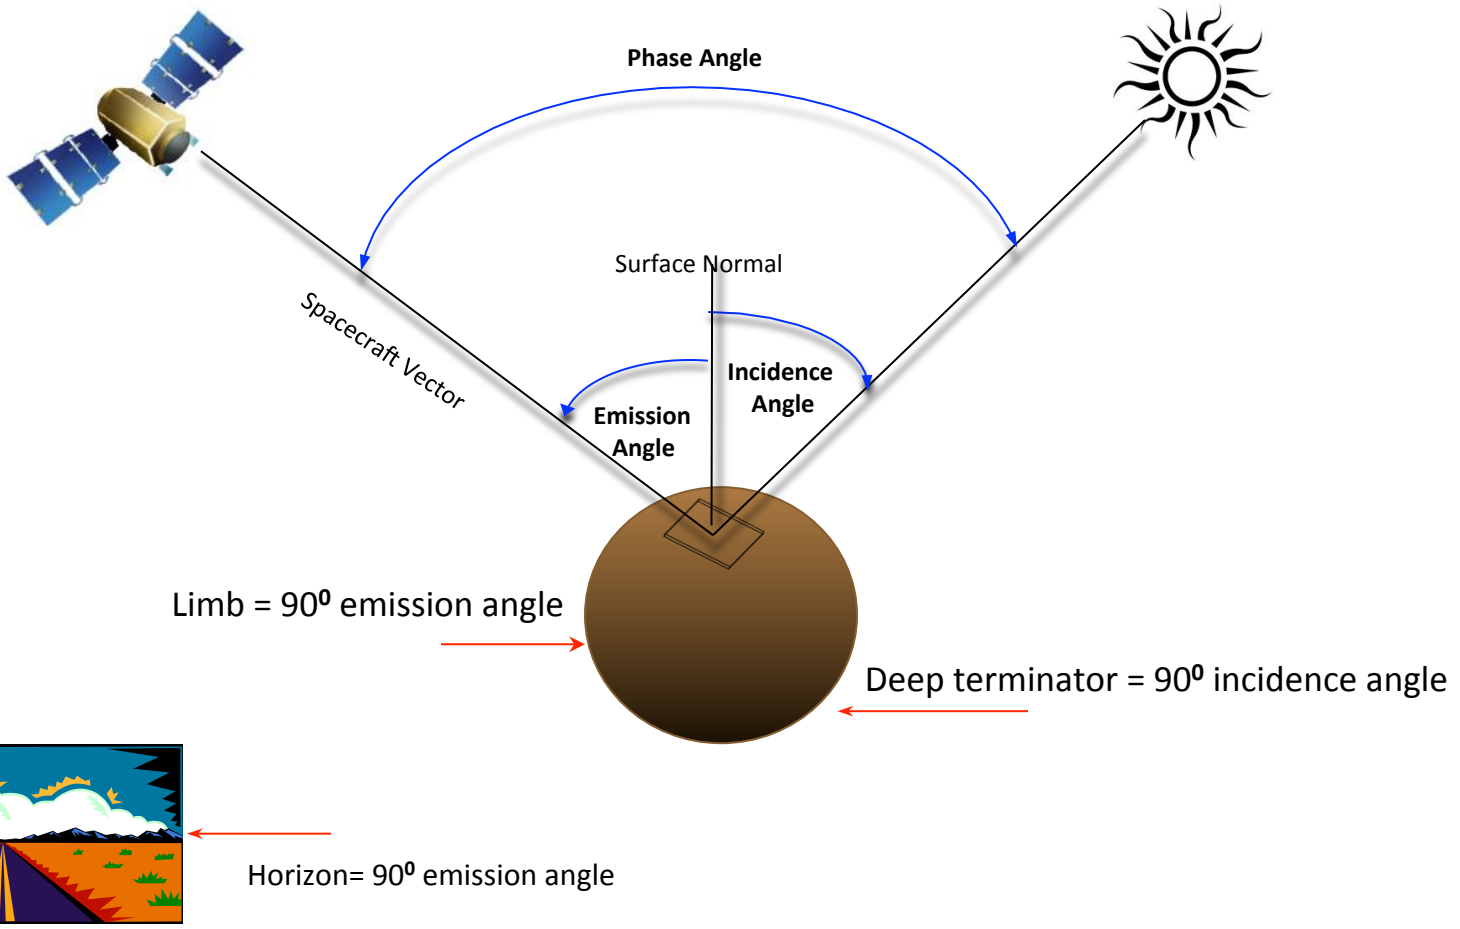 Phase Angle
Surface Normal
Spacecraft Vector
Incidence
Angle
Emission
Angle
Limb = 90⁰ emission angle
Deep terminator = 90⁰ incidence angle
Horizon= 90⁰ emission angle